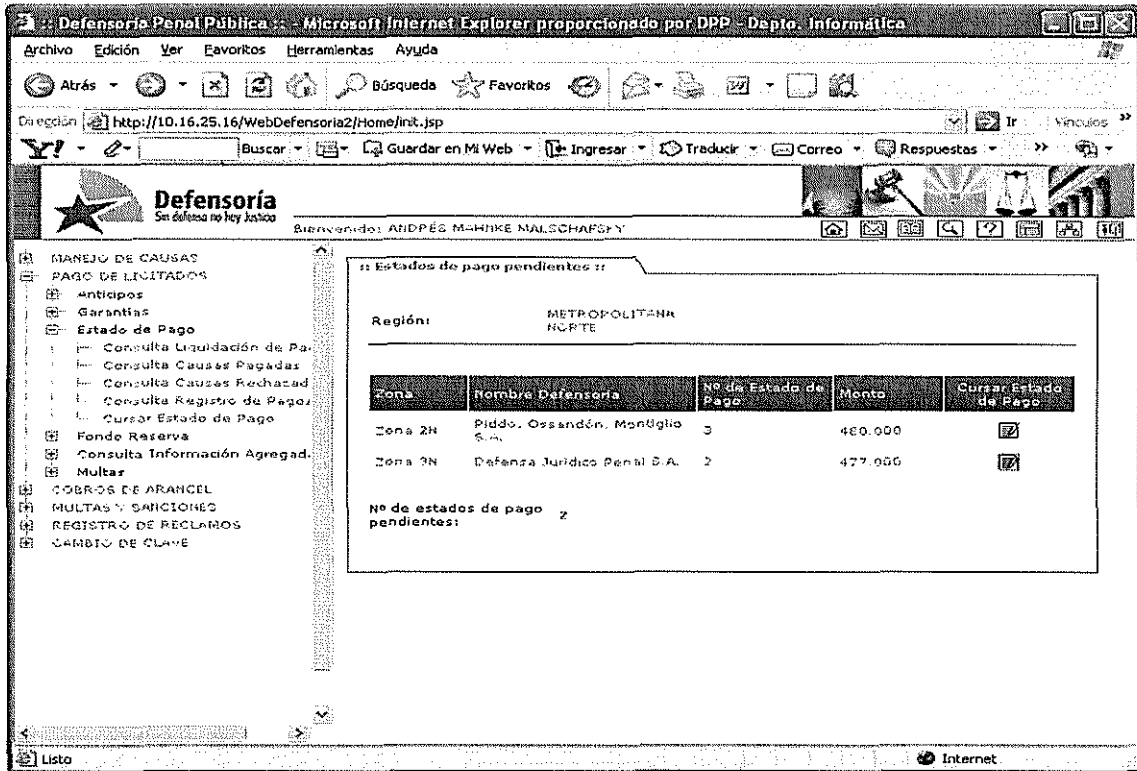 :: Defensoría Penal Pública :: - Microsoft Internet Explorer proporcionado por DPP - Depto. Informática
Archivo Edición Ver Favoritos Herramientas Ayuda
Atrás Búsqueda Favoritos
Dirección http://10.16.25.16/WebDefensoria2/Home/init.jsp Ir Vínculos »
Y! Buscar Guardar en Mi Web Ingresar Traducir Correo Respuestas »
Defensoría
Sin defensa no hay Justicia
Bienvenido: ANDRÉS MAHNKE MALSCHAFSKY
MANEJO DE CAUSAS
PAGO DE LICITADOS
Anticipos
Garantías
Estado de Pago
Consulta Liquidación de Pa
Consulta Causas Pagadas
Consulta Causas Rechazad
Consulta Registro de Pagos
Cursar Estado de Pago
Fondo Reserva
Consulta Información Agregad
Multas
COBROS DE ARANCEL
MULTAS Y SANCIONES
REGISTRO DE RECLAMOS
CAMBIO DE CLAVE
:: Estados de pago pendientes ::
Región: METROPOLITANA NORTE
Zona Nombre Defensoría Nº de Estado de Pago Monto Cursar Estado de Pago
Zona 2N Piddo, Ossandón, Montiglio S.A. 3 480.000
Zona 9N Defensa Jurídico Penal S.A. 2 477.000
Nº de estados de pago pendientes: 2
Listo Internet